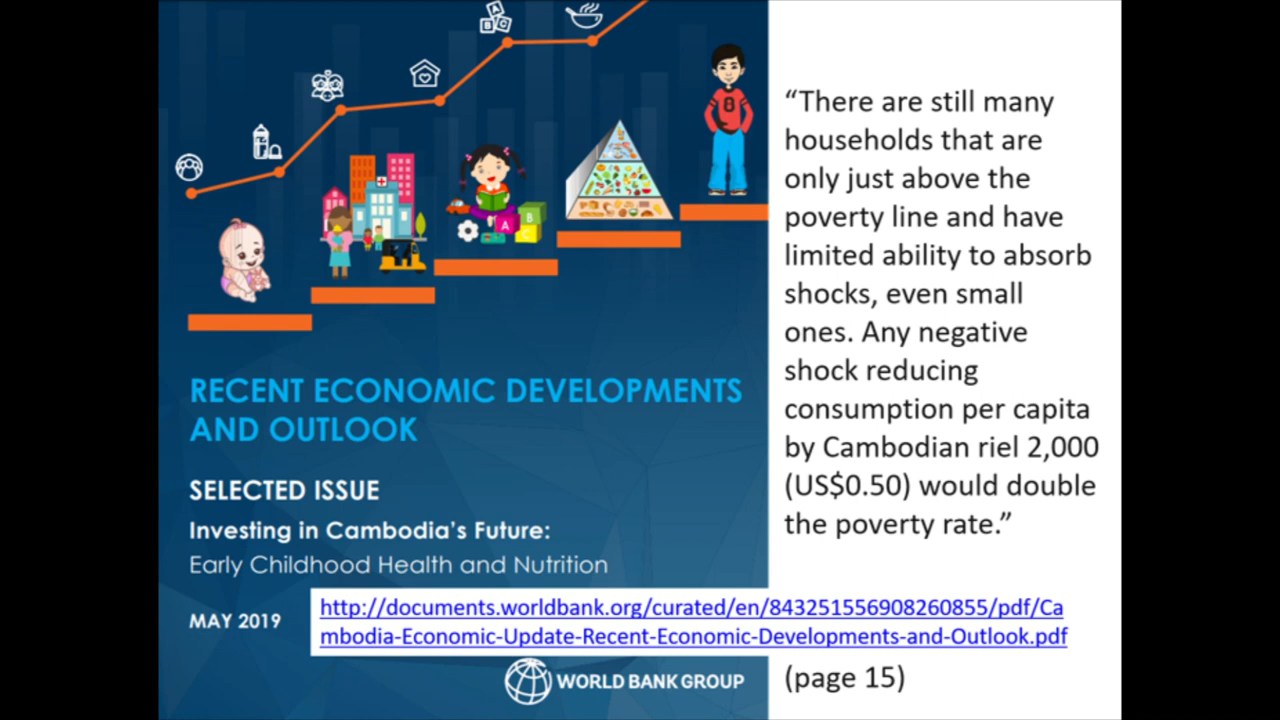 RECENT ECONOMIC DEVELOPMENTS
AND OUTLOOK
SELECTED ISSUE
Investing in Cambodia's Future:
Early Childhood Health and Nutrition
MAY 2019
http://documents.worldbank.org/curated/en/843251556908260855/pdf/Ca
mbodia-Economic-Update-Recent-Economic-Developments-and-Outlook.pdf
WORLD BANK GROUP
“There are still many
households that are
only just above the
poverty line and have
limited ability to absorb
shocks, even small
ones. Any negative
shock reducing
consumption per capita
by Cambodian riel 2,000
(US$0.50) would double
the poverty rate.”
(page 15)
A
B C
8
A
B
C